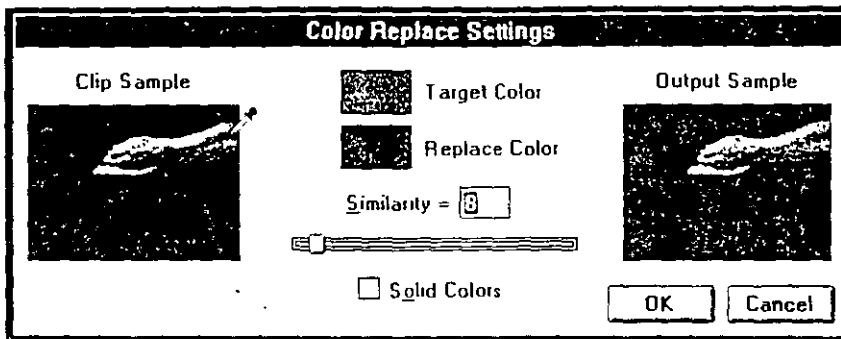 Color Replace Settings
Clip Sample
Target Color
Output Sample
Replace Color
Similarity = 8
Solid Colors
OK
Cancel